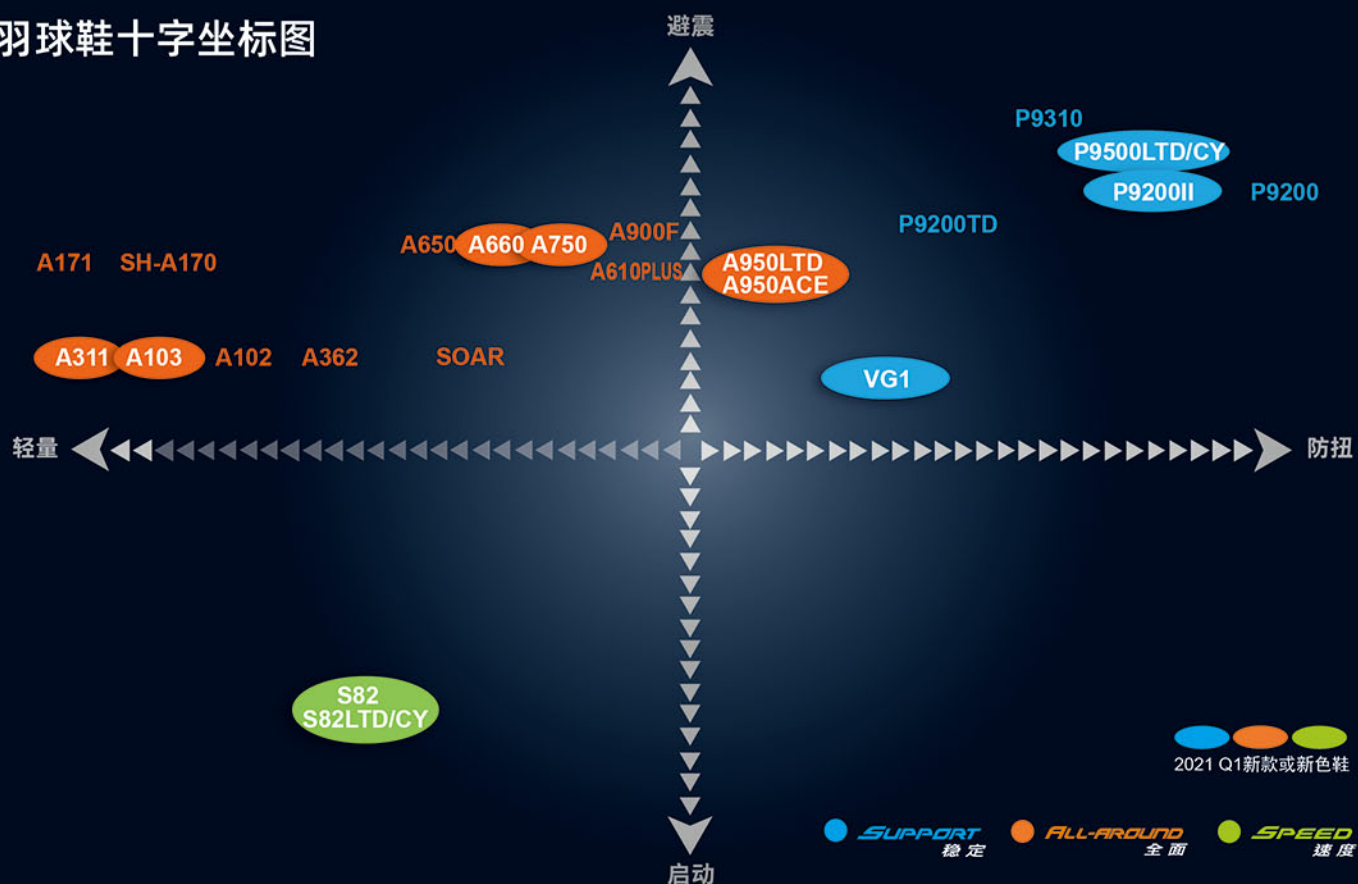 羽球鞋十字坐标图
避震
P9310
P9500LTD/CY
P9200II
P9200
P9200TD
A650
A660
A750
A900F
A171
SH-A170
A610PLUS
A950LTD
A950ACE
A311
A103
A102
A362
SOAR
VG1
轻量
防扭
S82
S82LTD/CY
2021 Q1新款或新色鞋
SUPPORT
稳定
ALL-AROUND
全面
SPEED
速度
启动